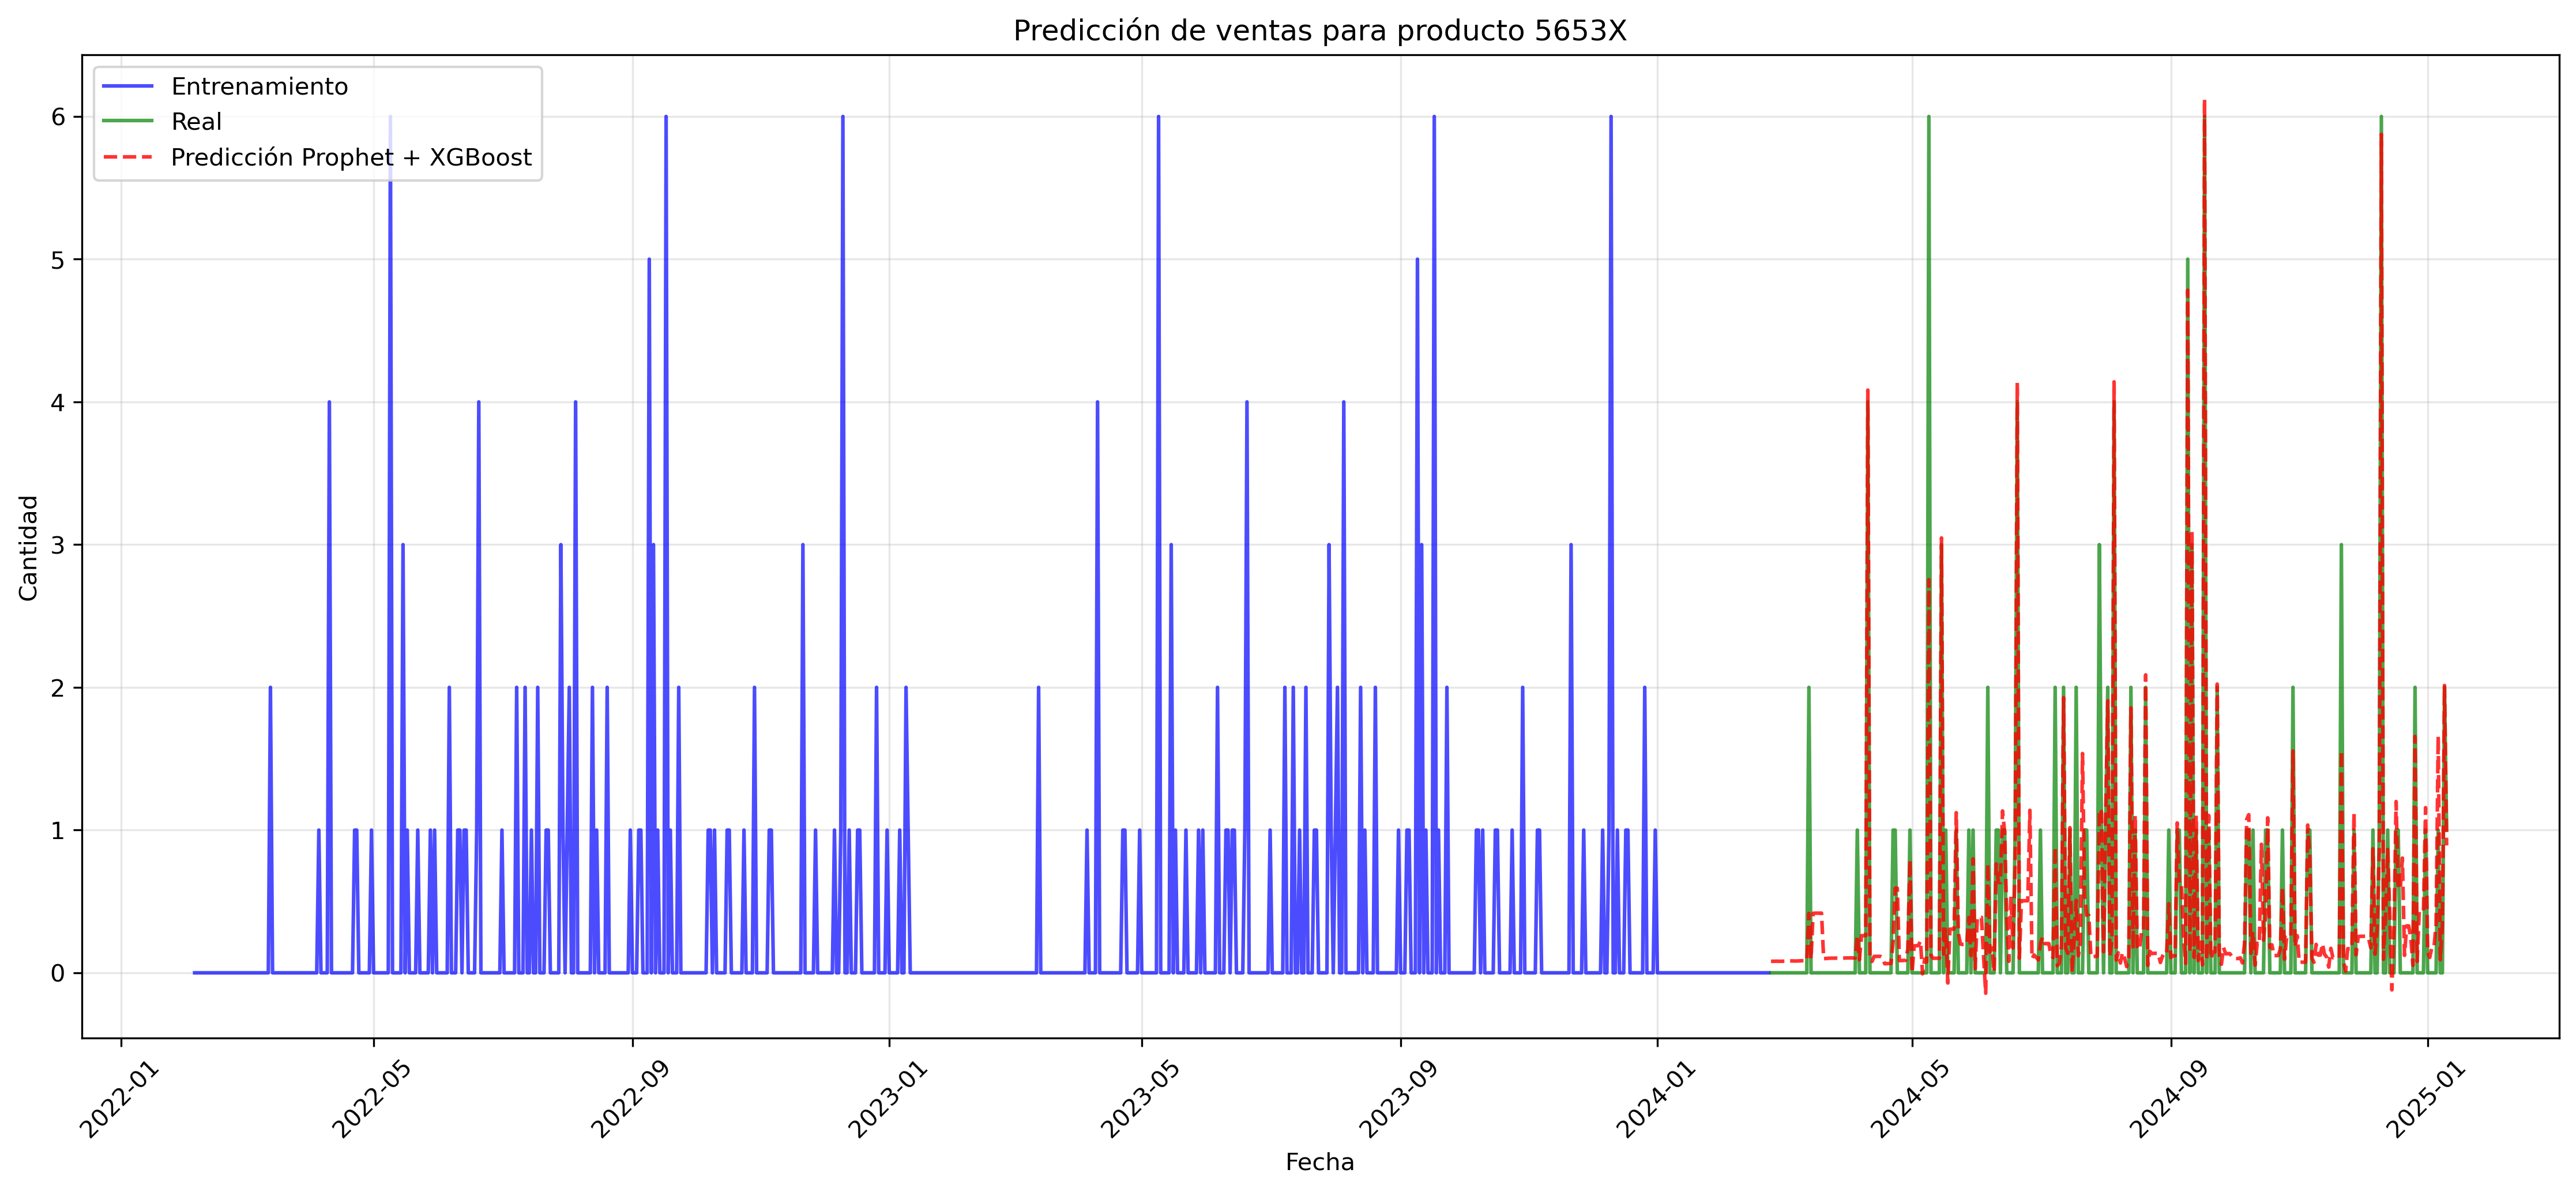 Predicción de ventas para producto 5653X
Entrenamiento
Real
Predicción Prophet + XGBoost
Cantidad
6
5
4
3
2
1
0
2022-01
2022-05
2022-09
2023-01
2023-05
2023-09
2024-01
2024-05
2024-09
2025-01
Fecha